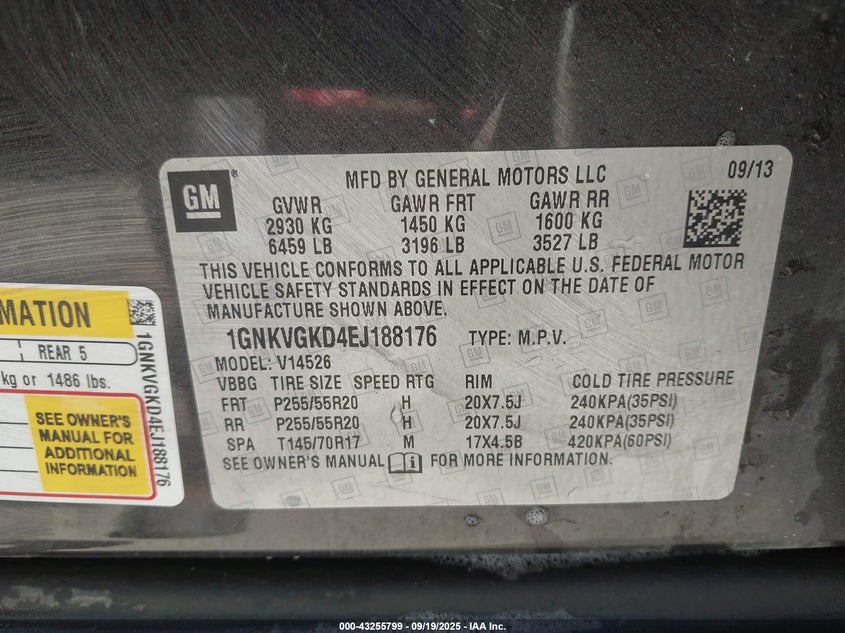 GM
MFD BY GENERAL MOTORS LLC 09/13
GVWR GAWR FRT GAWR RR
2930 KG 1450 KG 1600 KG
6459 LB 3196 LB 3527 LB
THIS VEHICLE CONFORMS TO ALL APPLICABLE U.S. FEDERAL MOTOR
VEHICLE SAFETY STANDARDS IN EFFECT ON THE DATE OF
MANUFACTURE SHOWN ABOVE.
1GNKVGKD4EJ188176 TYPE: M.P.V.
MODEL: V14526
VBBG TIRE SIZE SPEED RTG RIM COLD TIRE PRESSURE
FRT P255/55R20 H 20X7.5J 240KPA(35PSI)
RR P255/55R20 H 20X7.5J 240KPA(35PSI)
SPA T145/70R17 M 17X4.5B 420KPA(60PSI)
SEE OWNER'S MANUAL i FOR MORE INFORMATION.
MATION
REAR 5
kg or 1486 lbs.
SEE OWNER'S
MANUAL FOR
ADDITIONAL
INFORMATION
1GNKVGKD4EJ188176
000-43255799 - 09/19/2025 - IAA Inc.